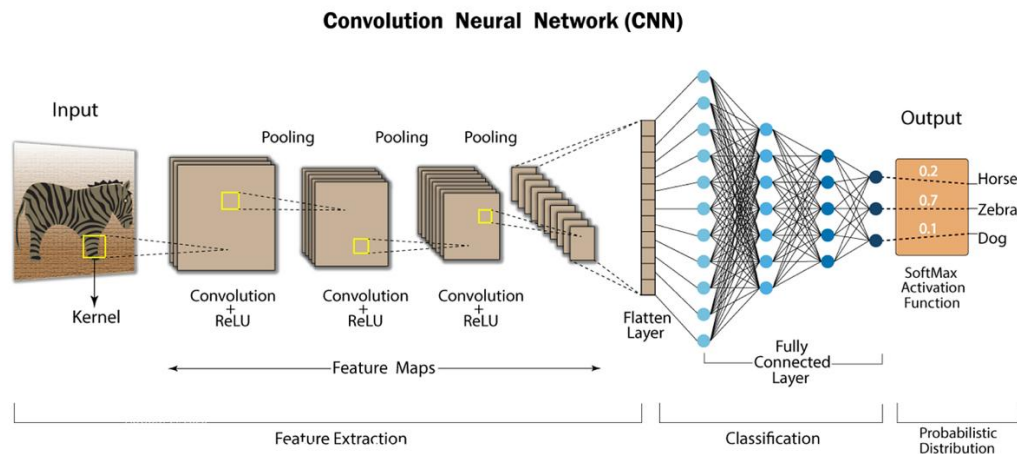 Convolution Neural Network (CNN)
Input
Pooling
Pooling
Pooling
Output
0.2
Horse
0.7
Zebra
0.1
Dog
Kernel
Convolution
+
ReLU
Convolution
+
ReLU
Convolution
+
ReLU
Flatten
Layer
SoftMax
Activation
Function
Feature Maps
Fully
Connected
Layer
Feature Extraction
Classification
Probabilistic
Distribution